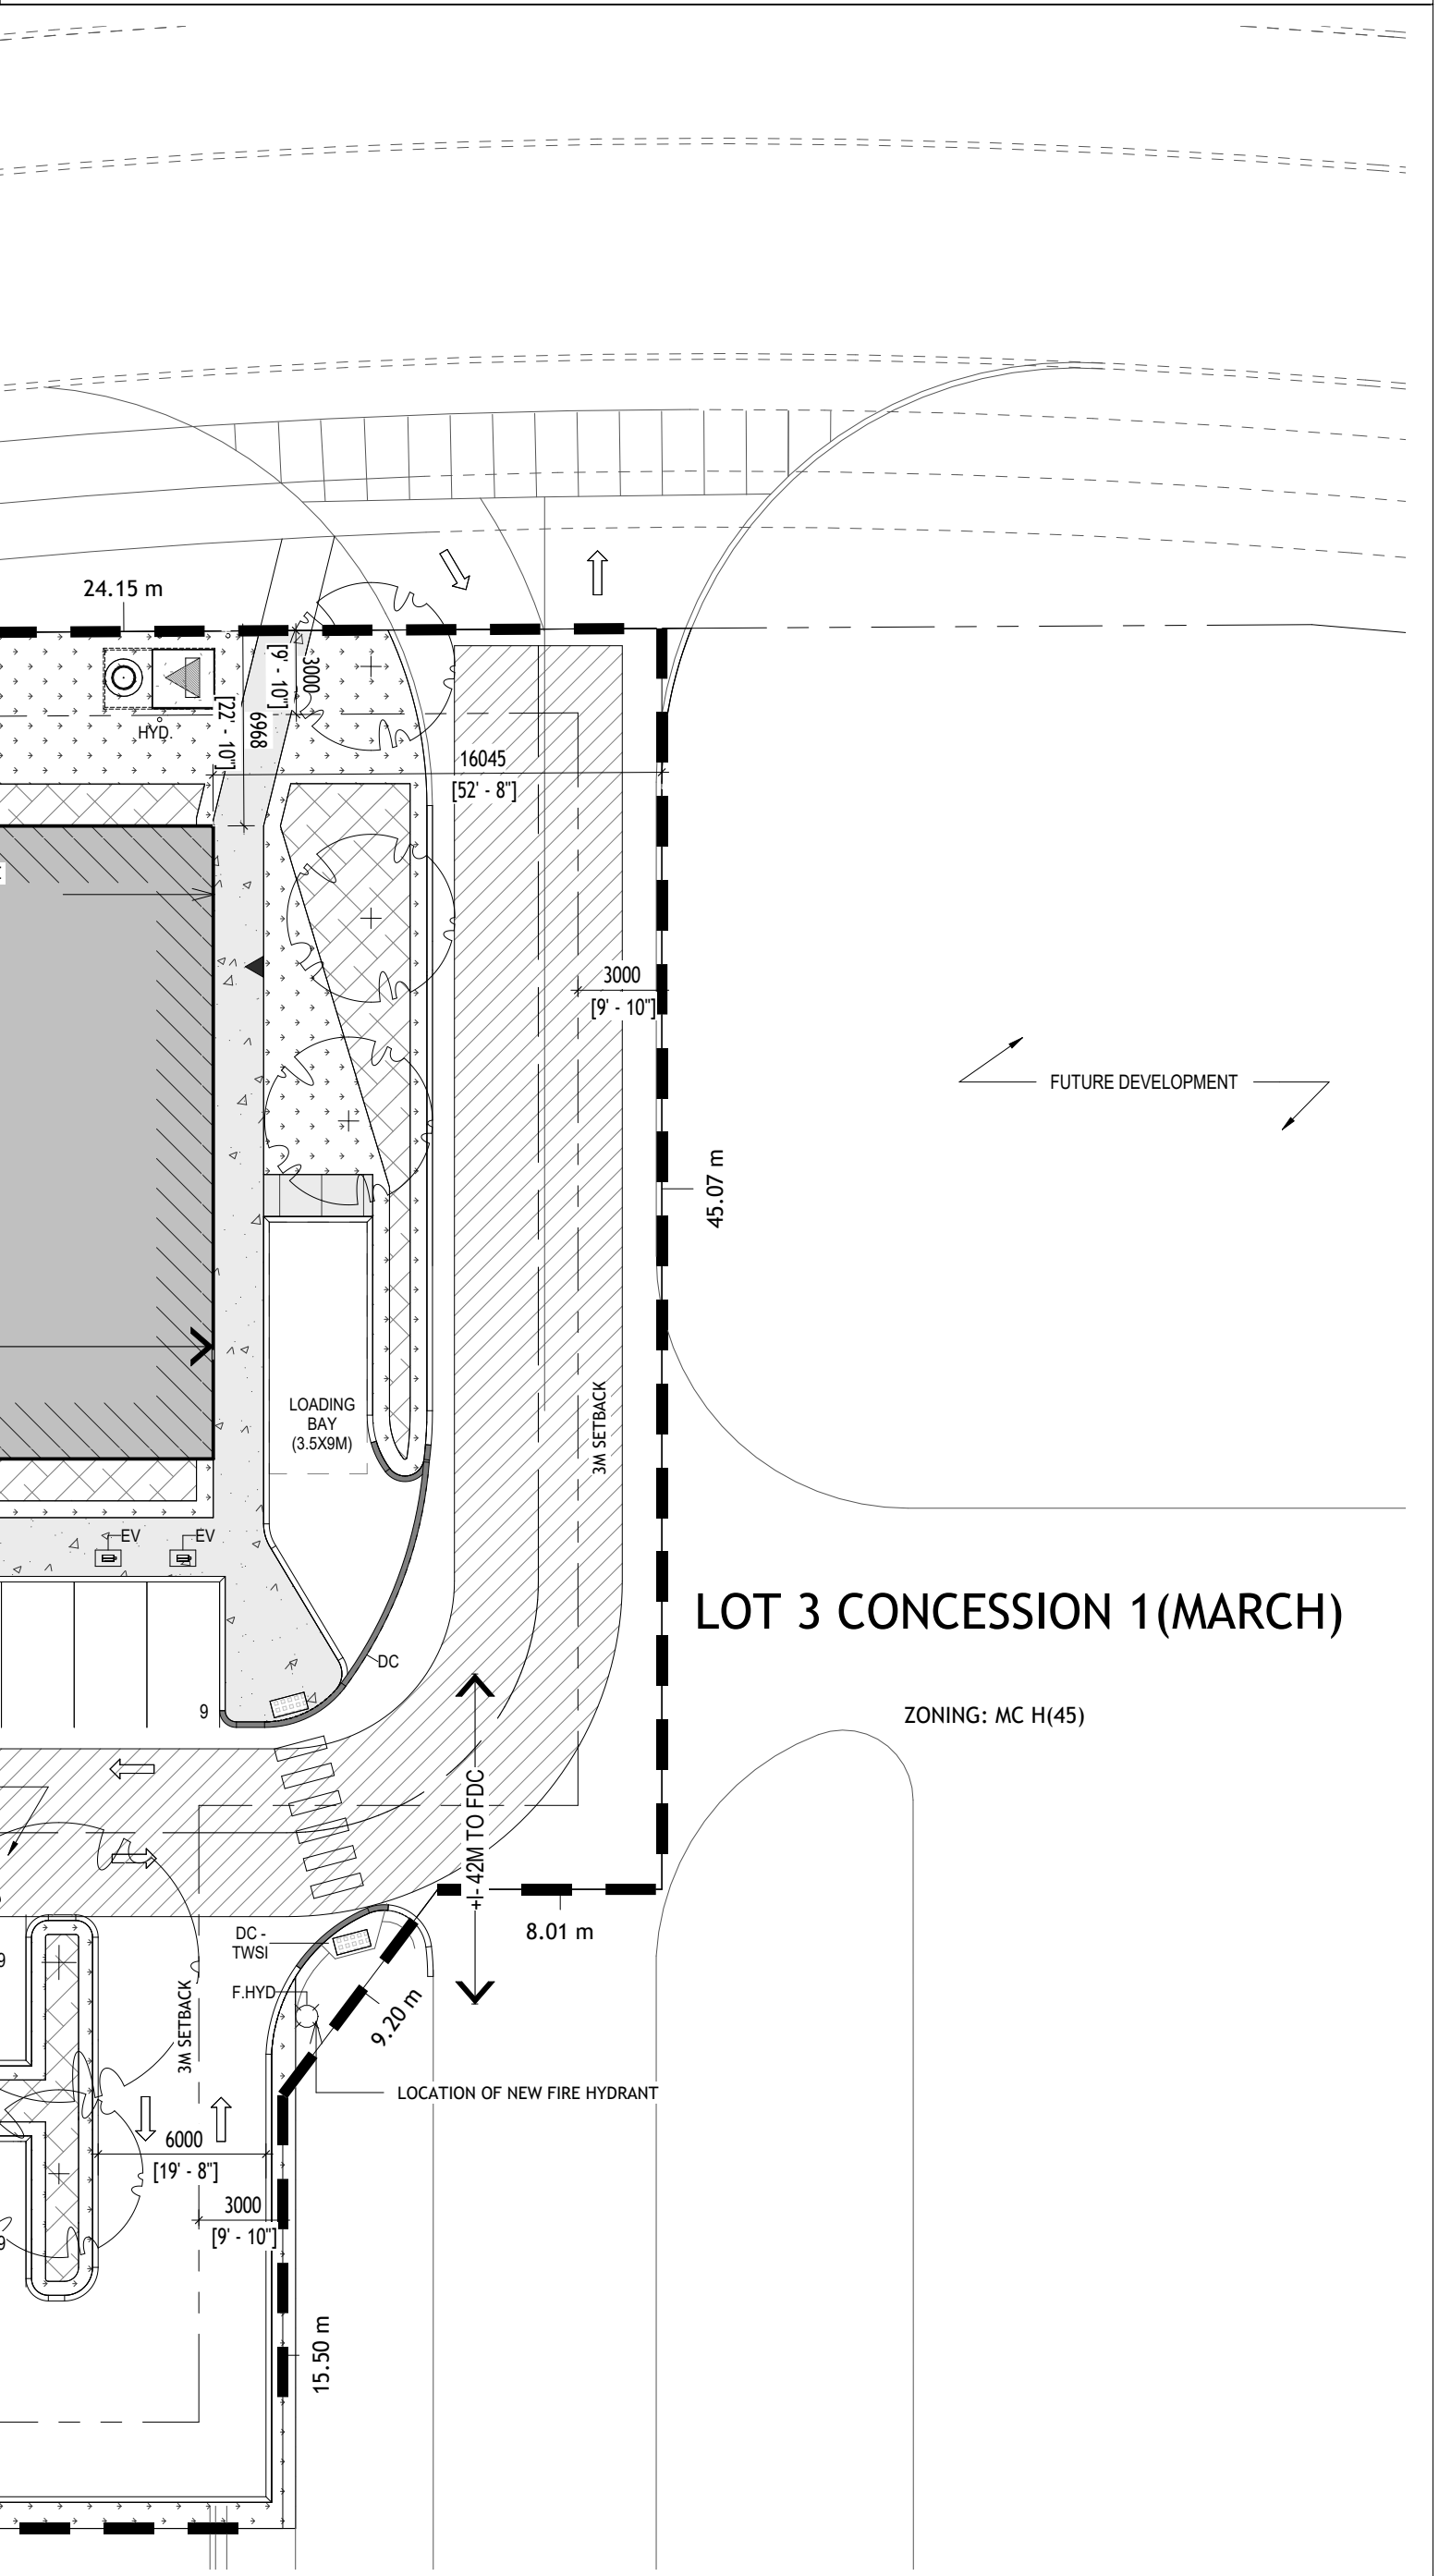 24.15 m
3000
[9' - 10"]
6968
[22' - 10"]
HYD.
16045
[52' - 8"]
3000
[9' - 10"]
FUTURE DEVELOPMENT
45.07 m
LOADING
BAY
(3.5X9M)
3M SETBACK
EV
EV
LOT 3 CONCESSION 1(MARCH)
DC
9
ZONING: MC H(45)
+l- 42M TO FDC
8.01 m
DC -
TWSI
9
F.HYD
9.20 m
3M SETBACK
LOCATION OF NEW FIRE HYDRANT
6000
[19' - 8"]
3000
[9' - 10"]
9
15.50 m